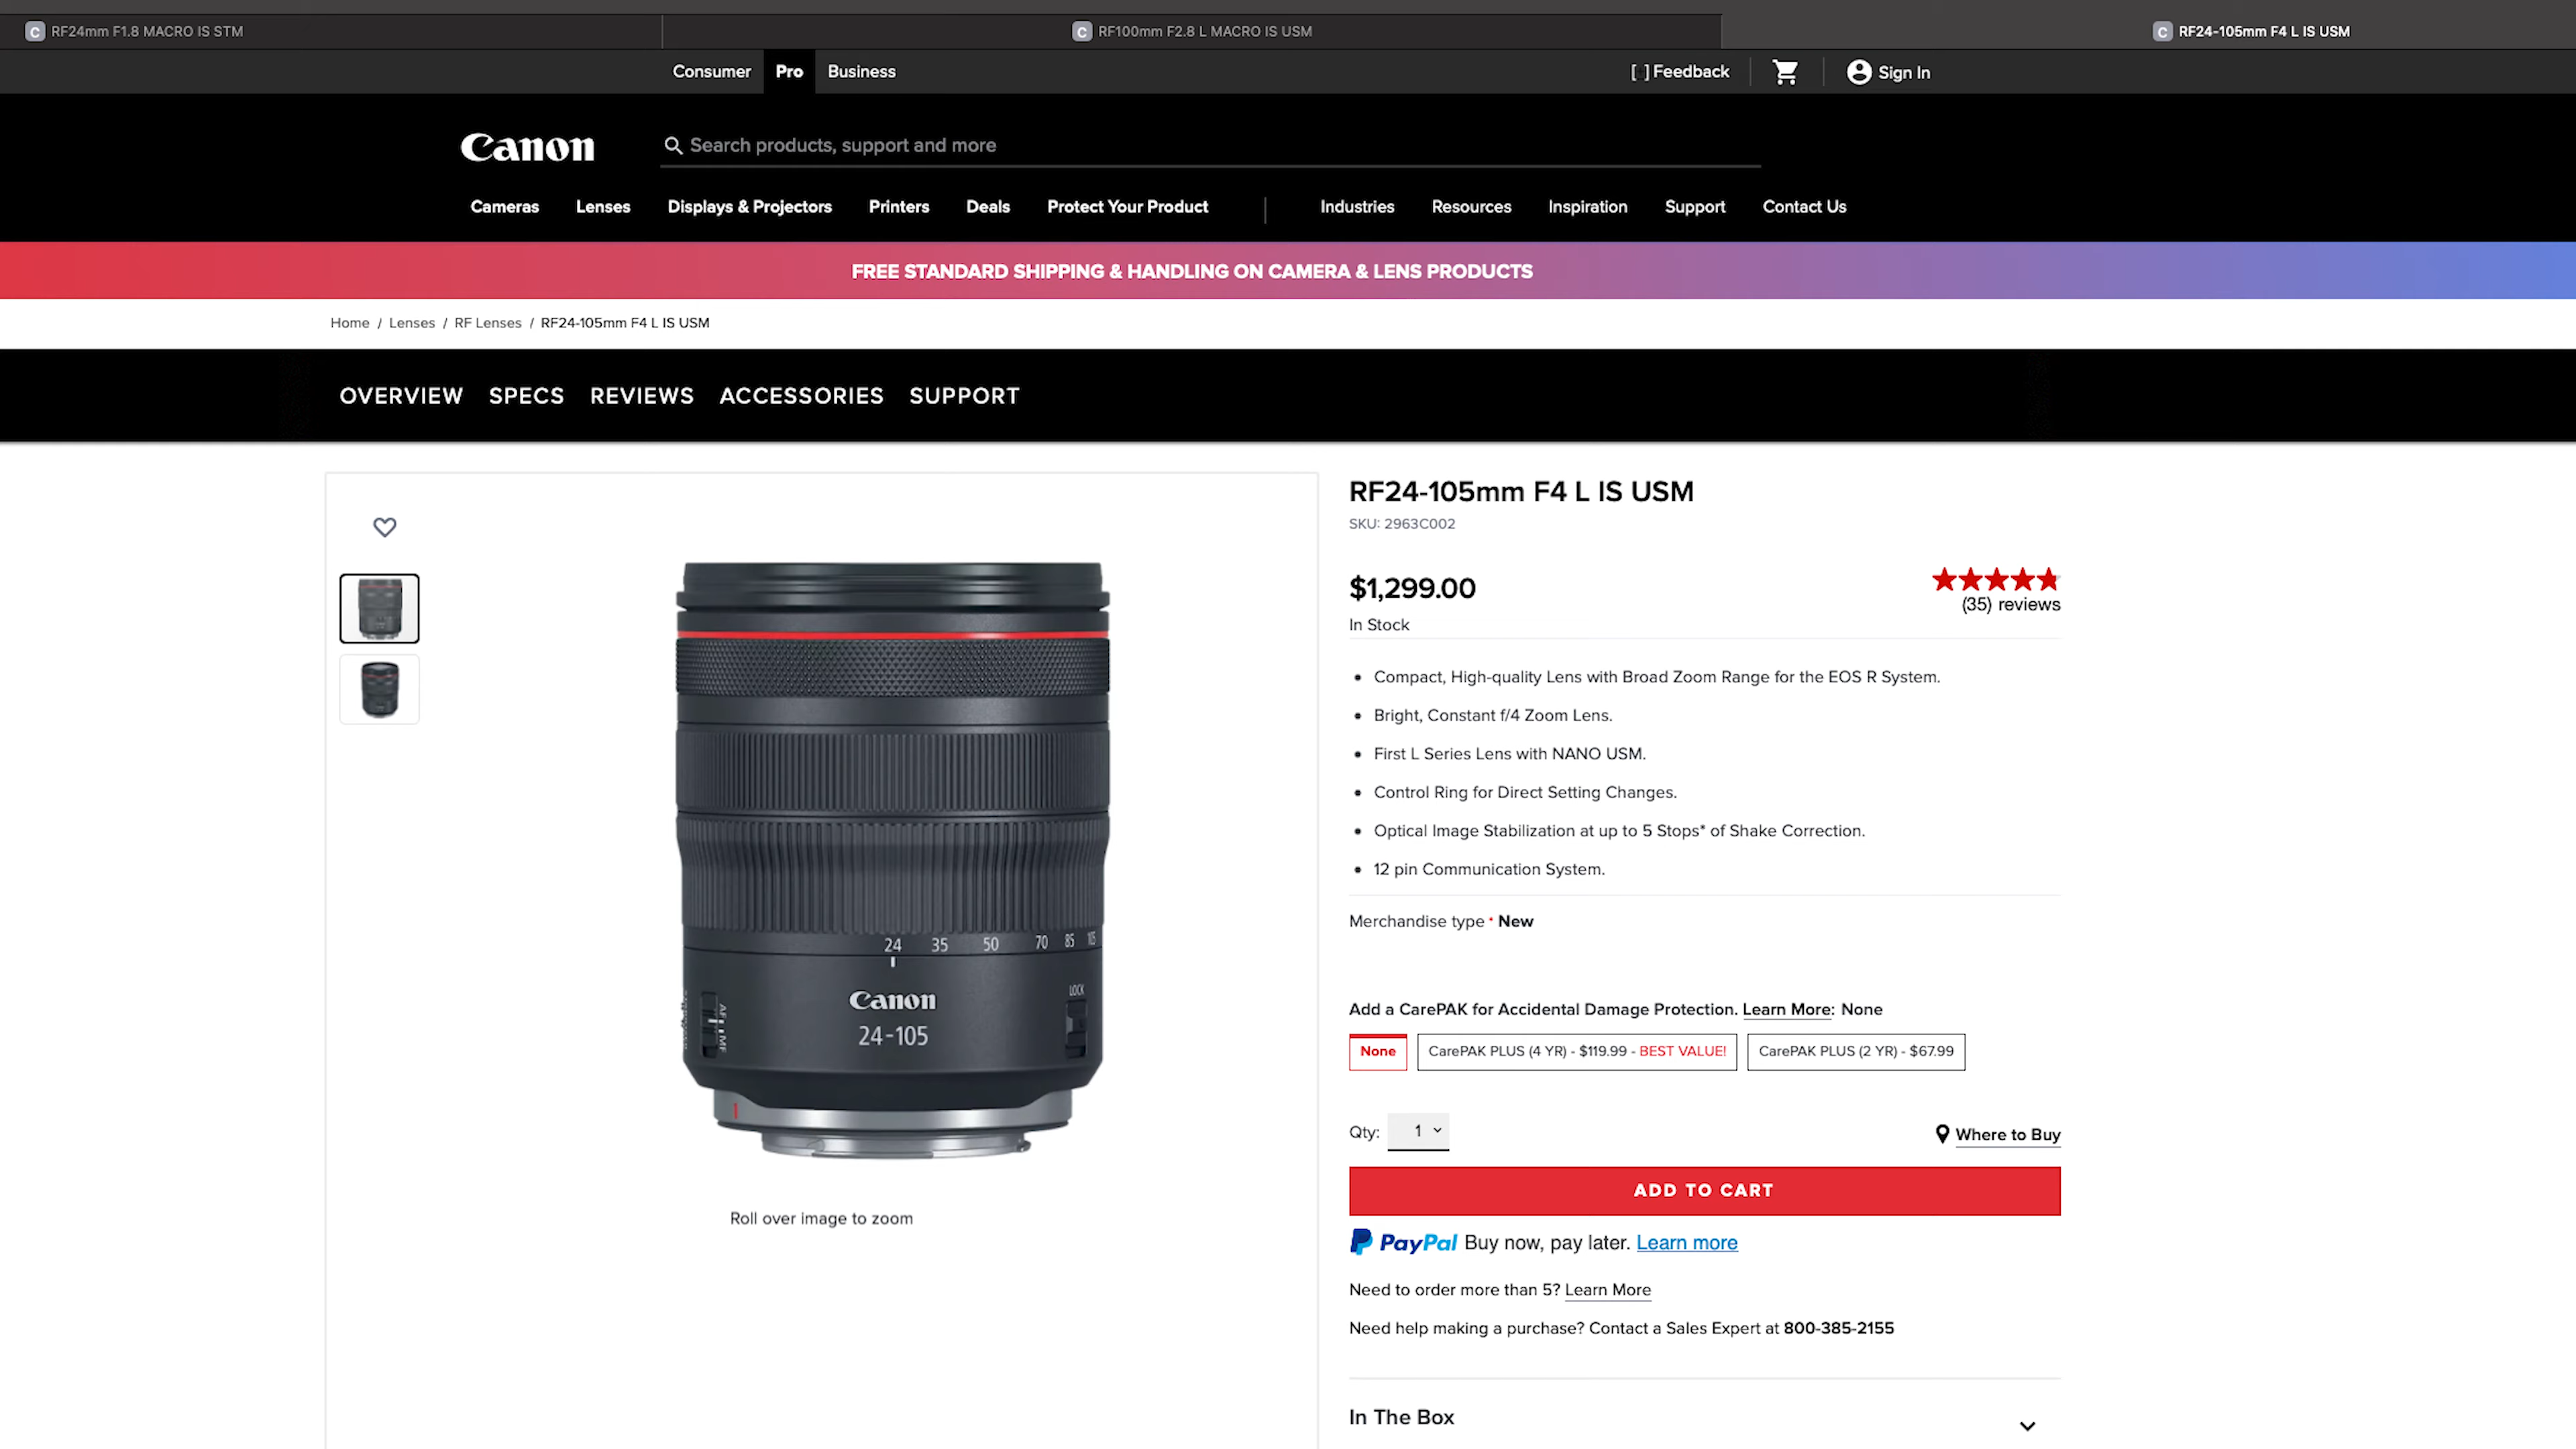 RF24mm F1.8 MACRO IS STM
RF100mm F2.8 L MACRO IS USM
RF24-105mm F4 L IS USM
Consumer Pro Business
[ ] Feedback
Sign In
Canon
Search products, support and more
Cameras Lenses Displays & Projectors Printers Deals Protect Your Product | Industries Resources Inspiration Support Contact Us
FREE STANDARD SHIPPING & HANDLING ON CAMERA & LENS PRODUCTS
Home / Lenses / RF Lenses / RF24-105mm F4 L IS USM
OVERVIEW SPECS REVIEWS ACCESSORIES SUPPORT
24 35 50 70 85 105
LOCK
AF MF
Canon
24-105
Roll over image to zoom
RF24-105mm F4 L IS USM
SKU: 2963C002
$1,299.00
(35) reviews
In Stock
• Compact, High-quality Lens with Broad Zoom Range for the EOS R System.
• Bright, Constant f/4 Zoom Lens.
• First L Series Lens with NANO USM.
• Control Ring for Direct Setting Changes.
• Optical Image Stabilization at up to 5 Stops* of Shake Correction.
• 12 pin Communication System.
Merchandise type * New
Add a CarePAK for Accidental Damage Protection. Learn More: None
None
CarePAK PLUS (4 YR) - $119.99 - BEST VALUE!
CarePAK PLUS (2 YR) - $67.99
Qty: 1
Where to Buy
ADD TO CART
PayPal Buy now, pay later. Learn more
Need to order more than 5? Learn More
Need help making a purchase? Contact a Sales Expert at 800-385-2155
In The Box